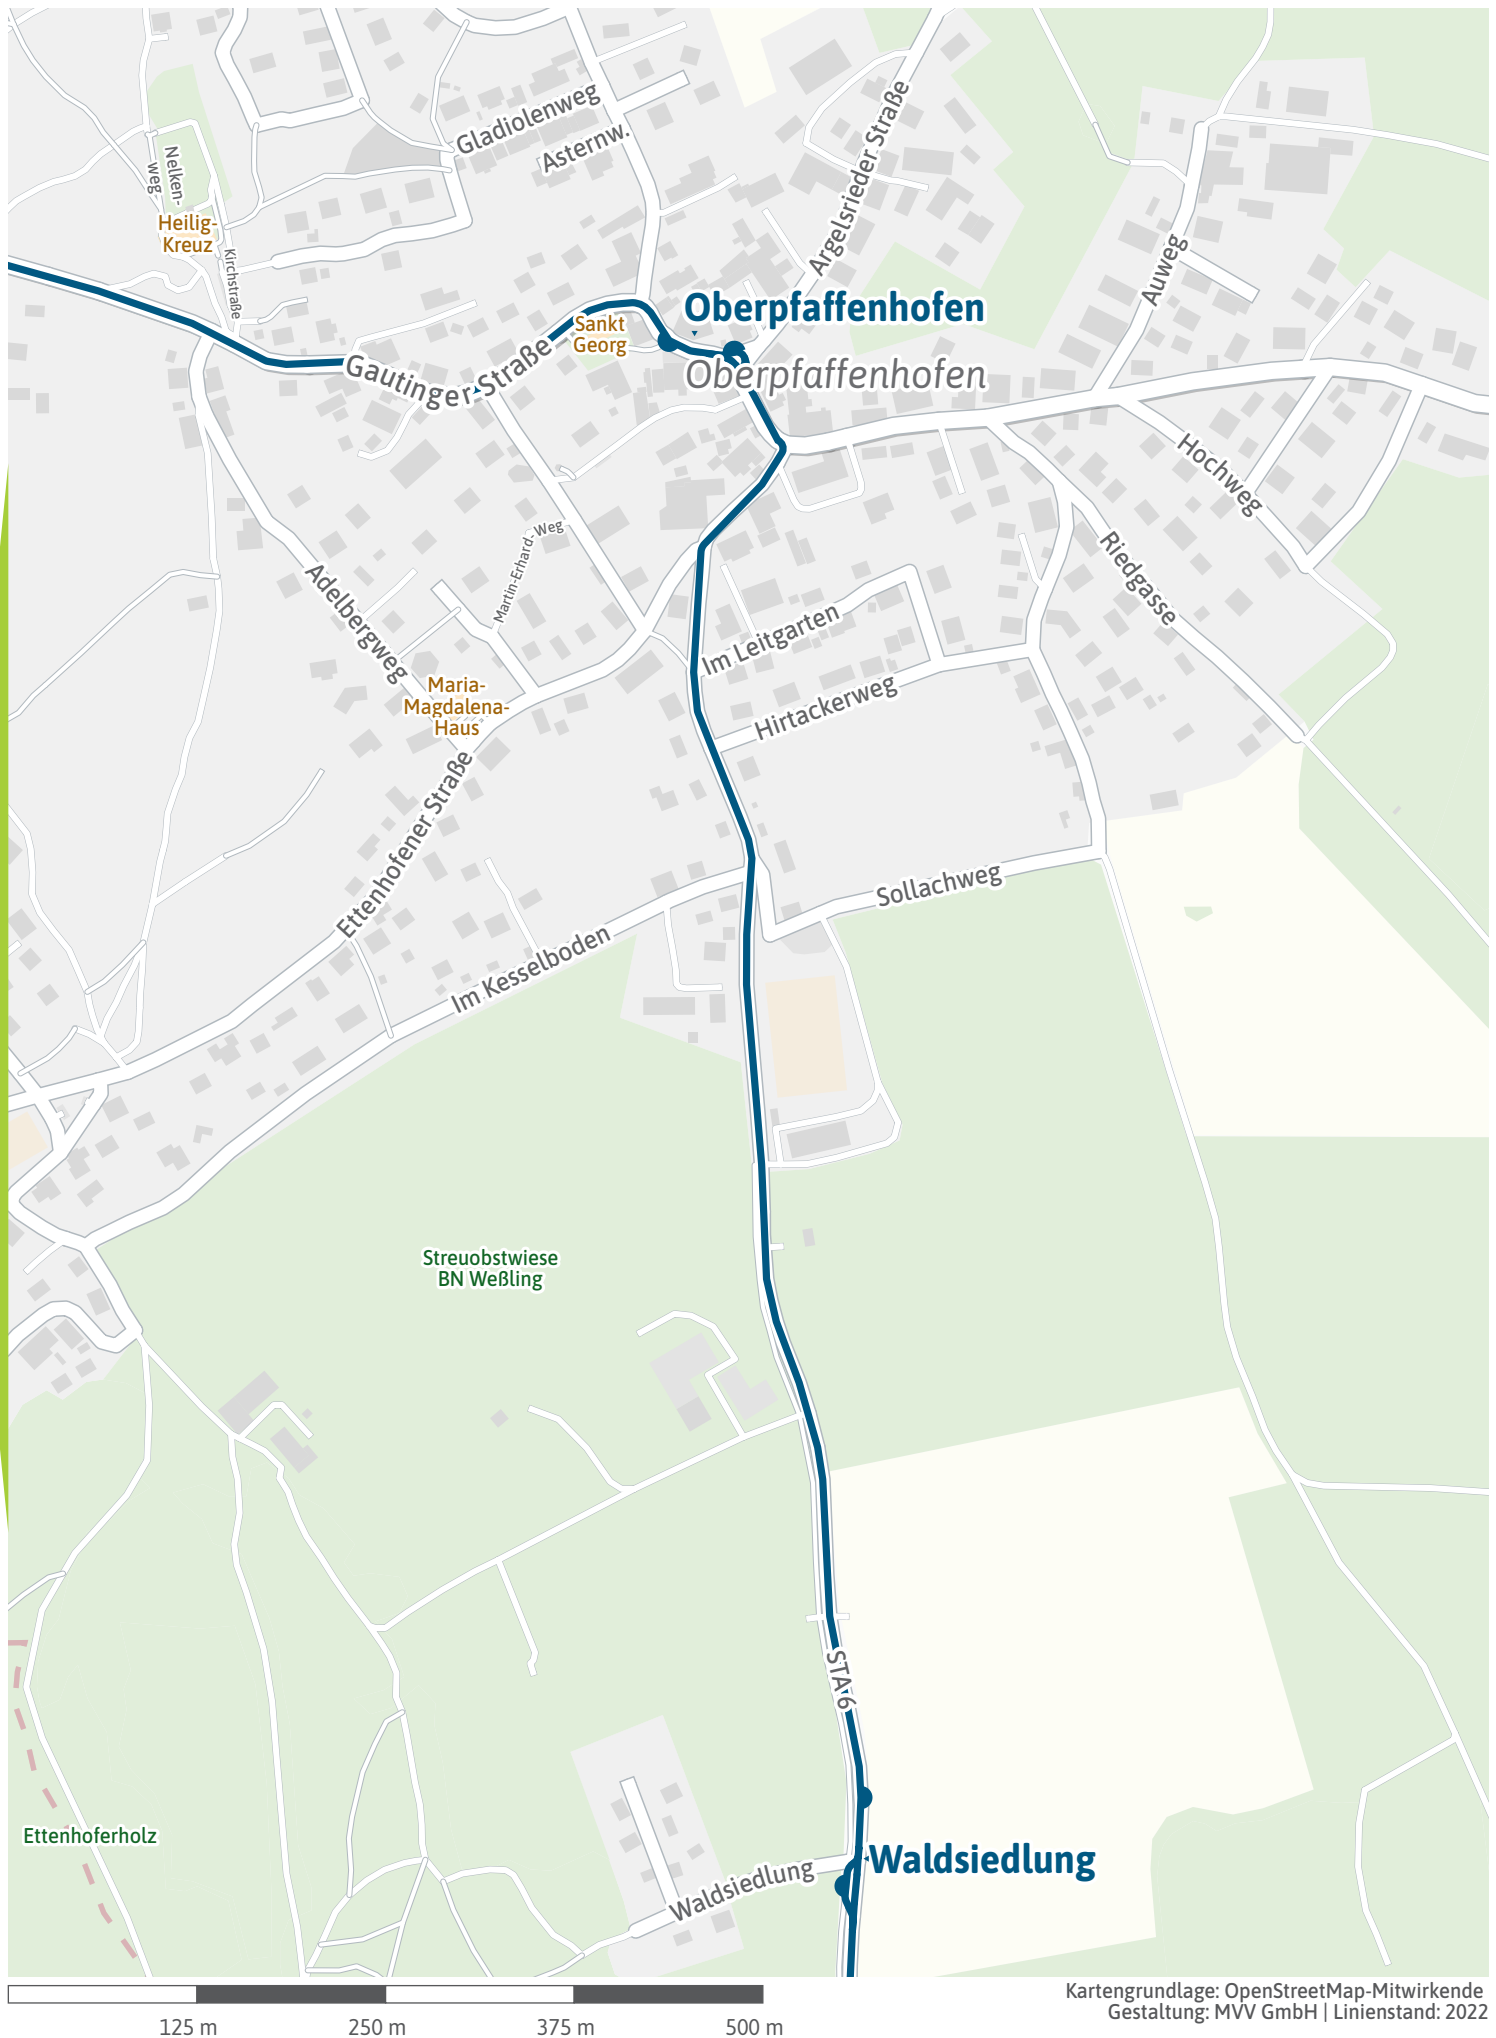 Gladiolenweg
Asternw.
Argelsrieder Straße
Nelken-
weg
Heilig-
Kreuz
Kirchstraße
Auweg
Oberpfaffenhofen
Sankt
Georg
Oberpfaffenhofen
Gautinger Straße
Hochweg
Martin-Erhard-Weg
Riedgasse
Adelbergweg
Im Leitgarten
Maria-
Magdalena-
Haus
Hirtackerweg
Ettenhofener Straße
Sollachweg
Im Kesselboden
Streuobstwiese
BN Weßling
STA 6
Ettenhoferholz
Waldsiedlung
Waldsiedlung
Kartengrundlage: OpenStreetMap-Mitwirkende
Gestaltung: MVV GmbH | Linienstand: 2022
125 m
250 m
375 m
500 m